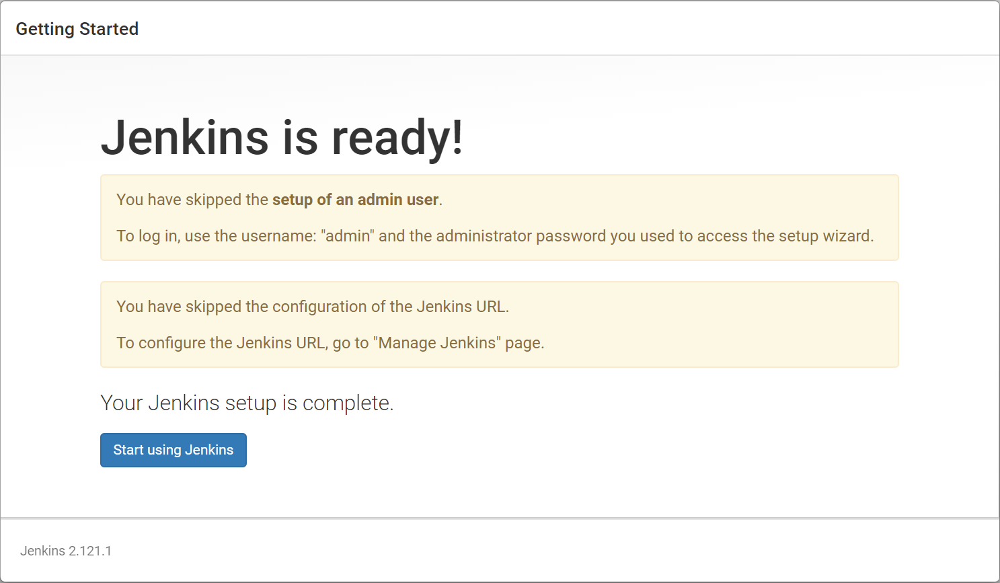 Getting Started
Jenkins is ready!
You have skipped the setup of an admin user.
To log in, use the username: "admin" and the administrator password you used to access the setup wizard.
You have skipped the configuration of the Jenkins URL.
To configure the Jenkins URL, go to "Manage Jenkins" page.
Your Jenkins setup is complete.
Start using Jenkins
Jenkins 2.121.1